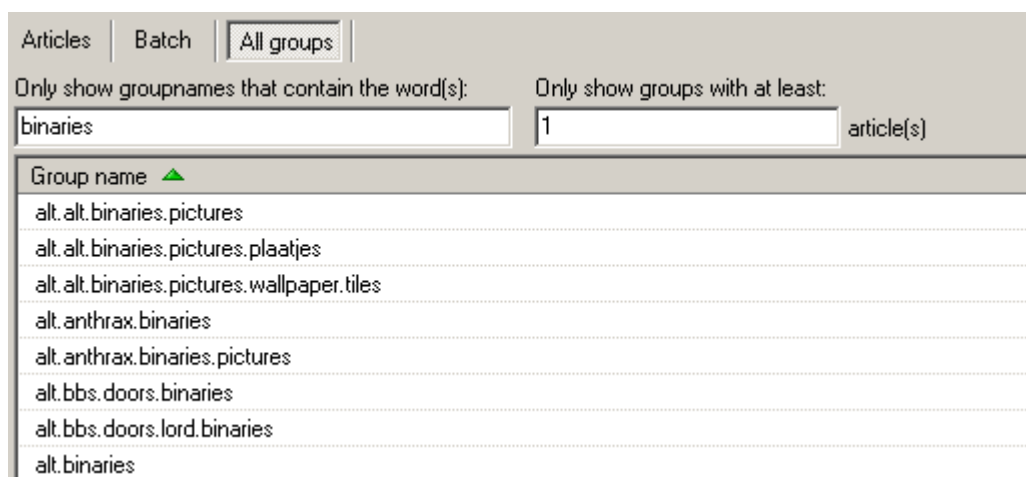 Articles Batch All groups
Only show groupnames that contain the word(s): Only show groups with at least:
binaries 1 article(s)
Group name
alt.alt.binaries.pictures
alt.alt.binaries.pictures.plaatjes
alt.alt.binaries.pictures.wallpaper.tiles
alt.anthrax.binaries
alt.anthrax.binaries.pictures
alt.bbs.doors.binaries
alt.bbs.doors.lord.binaries
alt.binaries